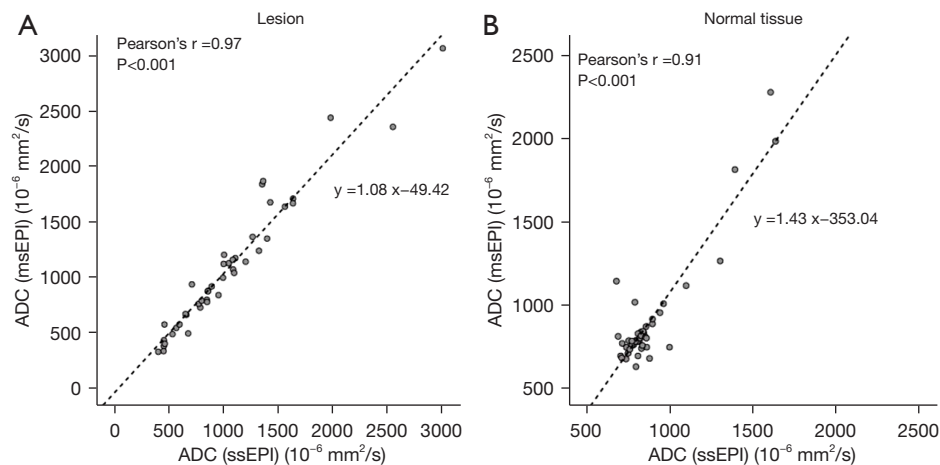 A
Lesion
Pearson's r =0.97
P<0.001
y =1.08 x−49.42
ADC (msEPI) (10⁻⁶ mm²/s)
3000
2500
2000
1500
1000
500
0
0 500 1000 1500 2000 2500 3000
ADC (ssEPI) (10⁻⁶ mm²/s)
B
Normal tissue
Pearson's r =0.91
P<0.001
y =1.43 x−353.04
ADC (msEPI) (10⁻⁶ mm²/s)
2500
2000
1500
1000
500
500 1000 1500 2000 2500
ADC (ssEPI) (10⁻⁶ mm²/s)